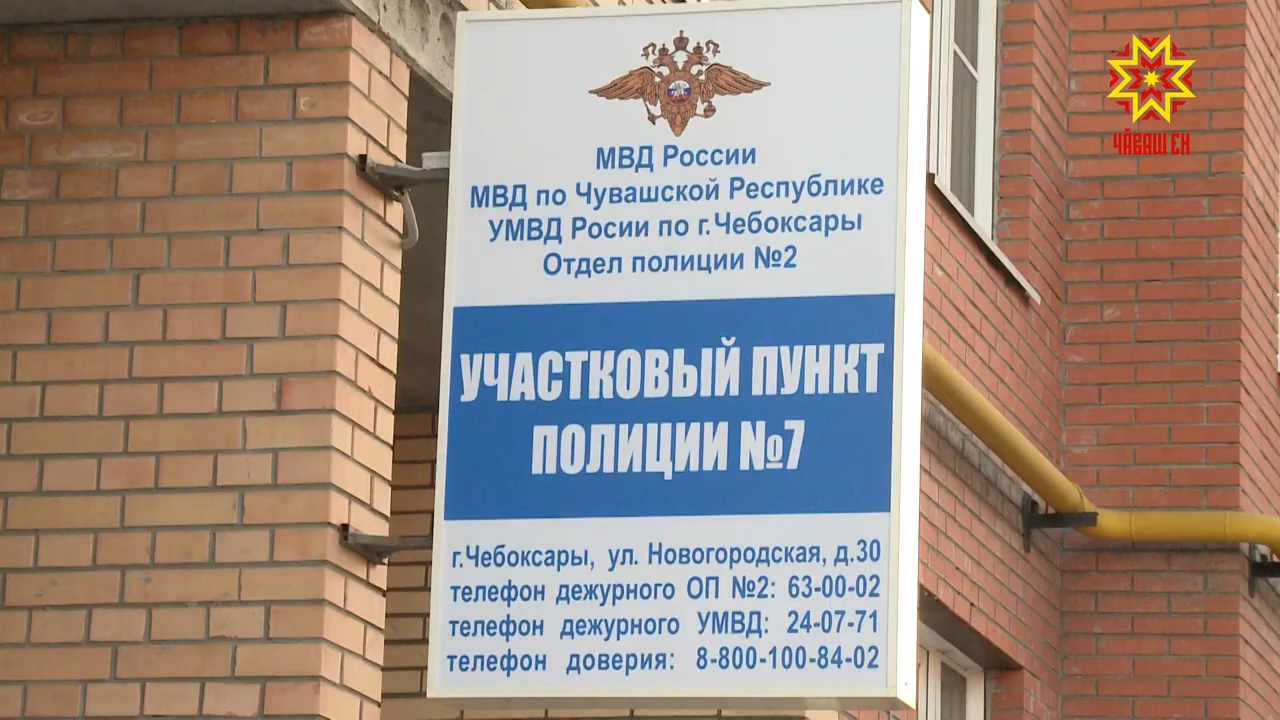 МВД России
МВД по Чувашской Республике
УМВД Росии по г.Чебоксары
Отдел полиции №2
УЧАСТКОВЫЙ ПУНКТ
ПОЛИЦИИ №7
г.Чебоксары, ул. Новогородская, д.30
телефон дежурного ОП №2: 63-00-02
телефон дежурного УМВД: 24-07-71
телефон доверия: 8-800-100-84-02
ЧӐВАШ ЕН